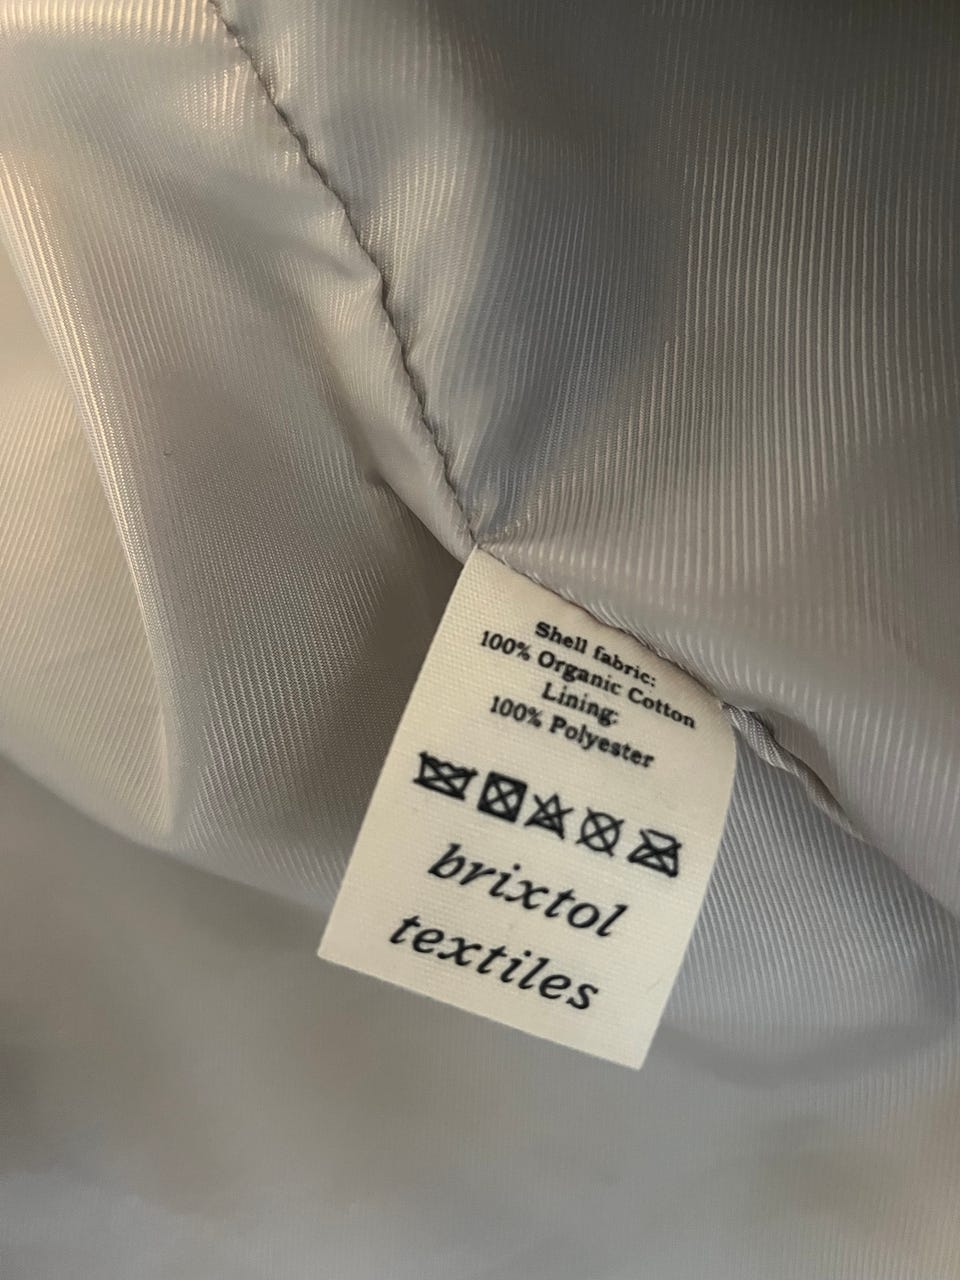 Shell fabric:
100% Organic Cotton
Lining:
100% Polyester
brixtol
textiles